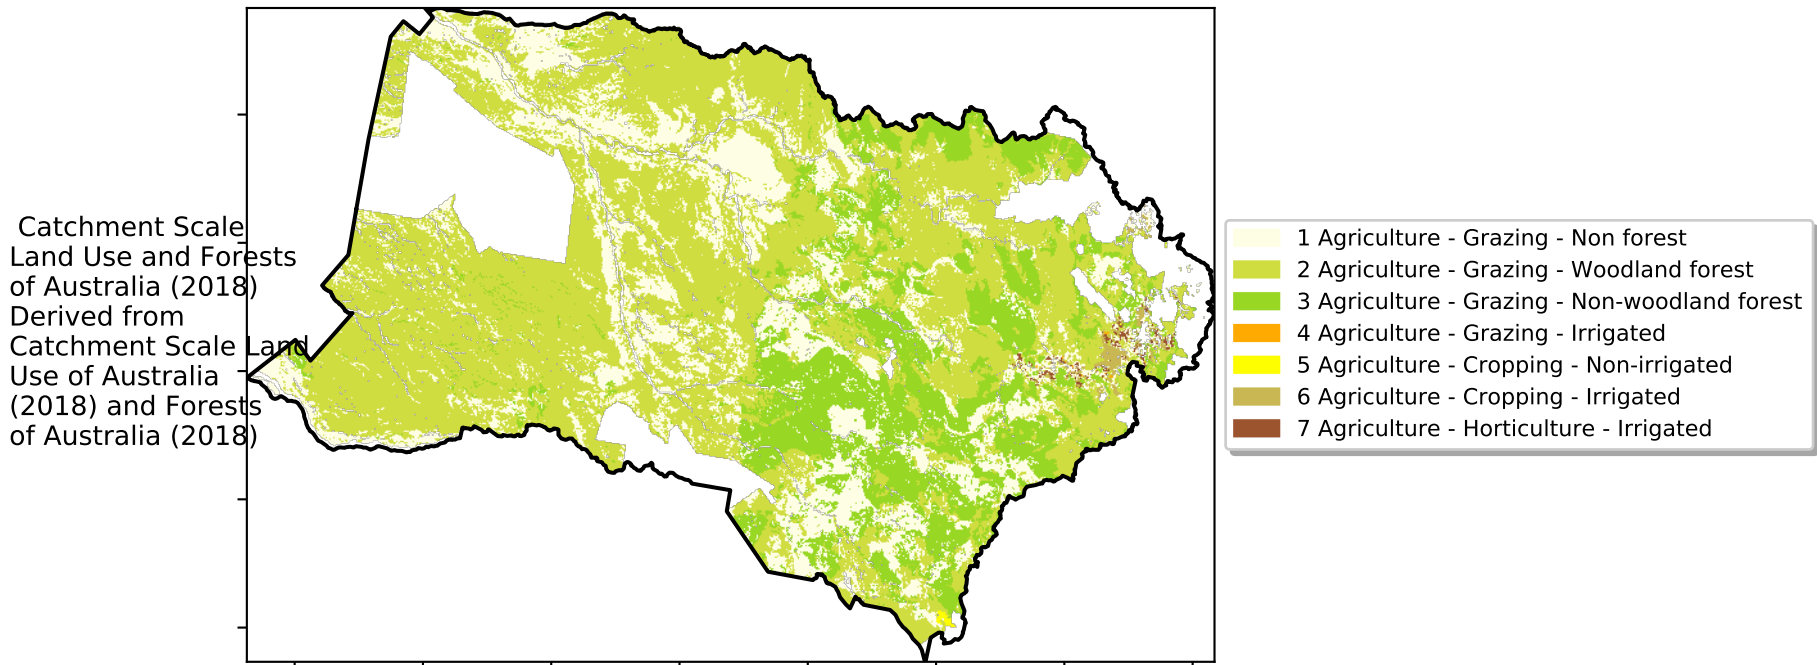 Catchment Scale
Land Use and Forests
of Australia (2018)
Derived from
Catchment Scale Land
Use of Australia
(2018) and Forests
of Australia (2018)
1 Agriculture - Grazing - Non forest
2 Agriculture - Grazing - Woodland forest
3 Agriculture - Grazing - Non-woodland forest
4 Agriculture - Grazing - Irrigated
5 Agriculture - Cropping - Non-irrigated
6 Agriculture - Cropping - Irrigated
7 Agriculture - Horticulture - Irrigated